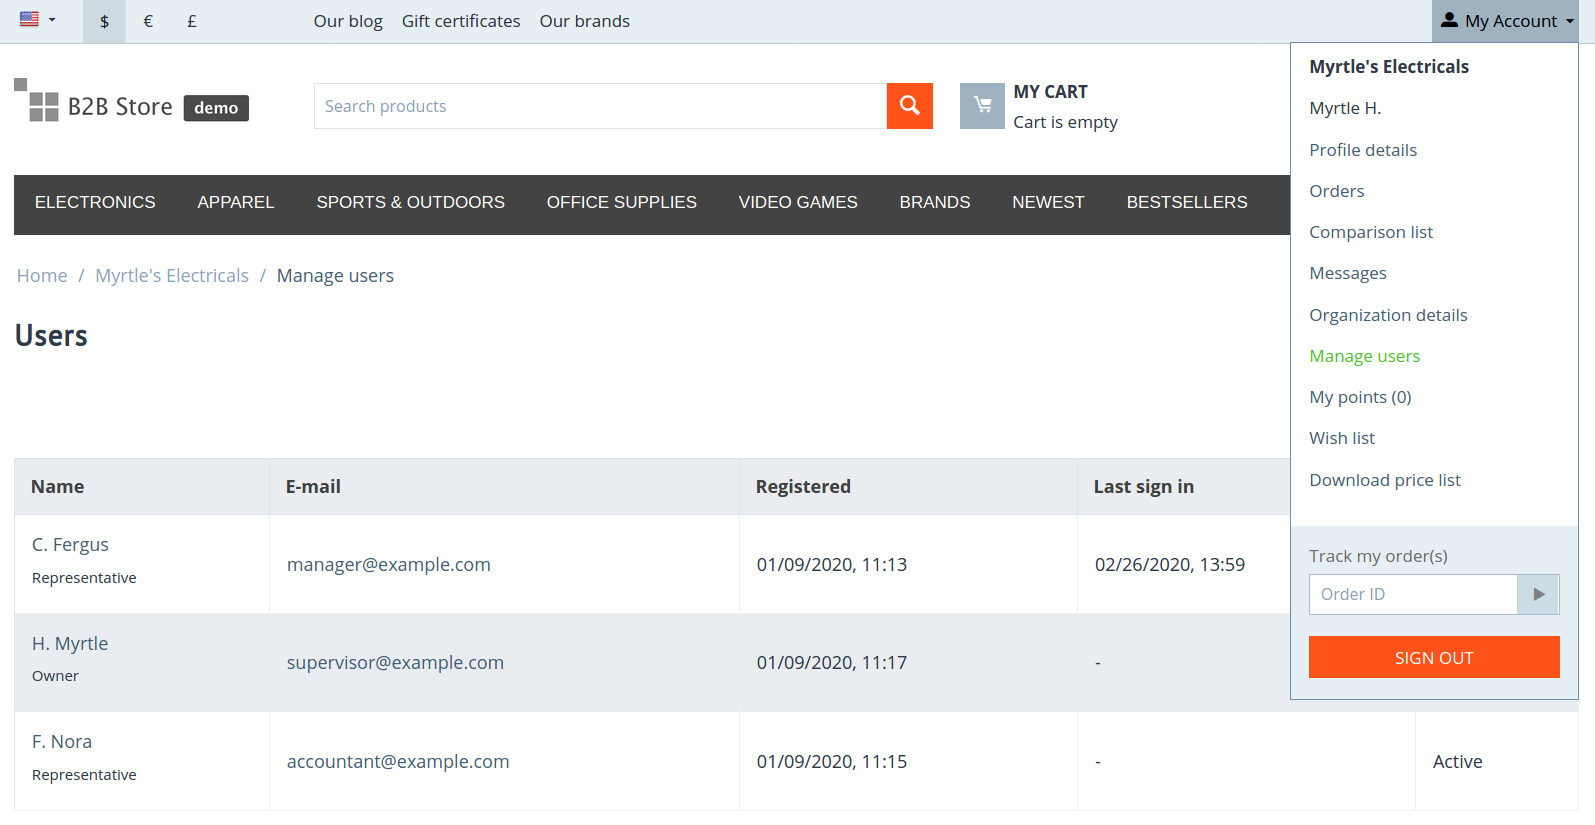 $ € £ Our blog Gift certificates Our brands My Account
B2B Store demo
Search products
MY CART
Cart is empty
ELECTRONICS APPAREL SPORTS & OUTDOORS OFFICE SUPPLIES VIDEO GAMES BRANDS NEWEST BESTSELLERS
Home / Myrtle's Electricals / Manage users
Users
Name E-mail Registered Last sign in
C. Fergus
Representative
manager@example.com 01/09/2020, 11:13 02/26/2020, 13:59
H. Myrtle
Owner
supervisor@example.com 01/09/2020, 11:17 -
F. Nora
Representative
accountant@example.com 01/09/2020, 11:15 - Active
Myrtle's Electricals
Myrtle H.
Profile details
Orders
Comparison list
Messages
Organization details
Manage users
My points (0)
Wish list
Download price list
Track my order(s)
Order ID
SIGN OUT